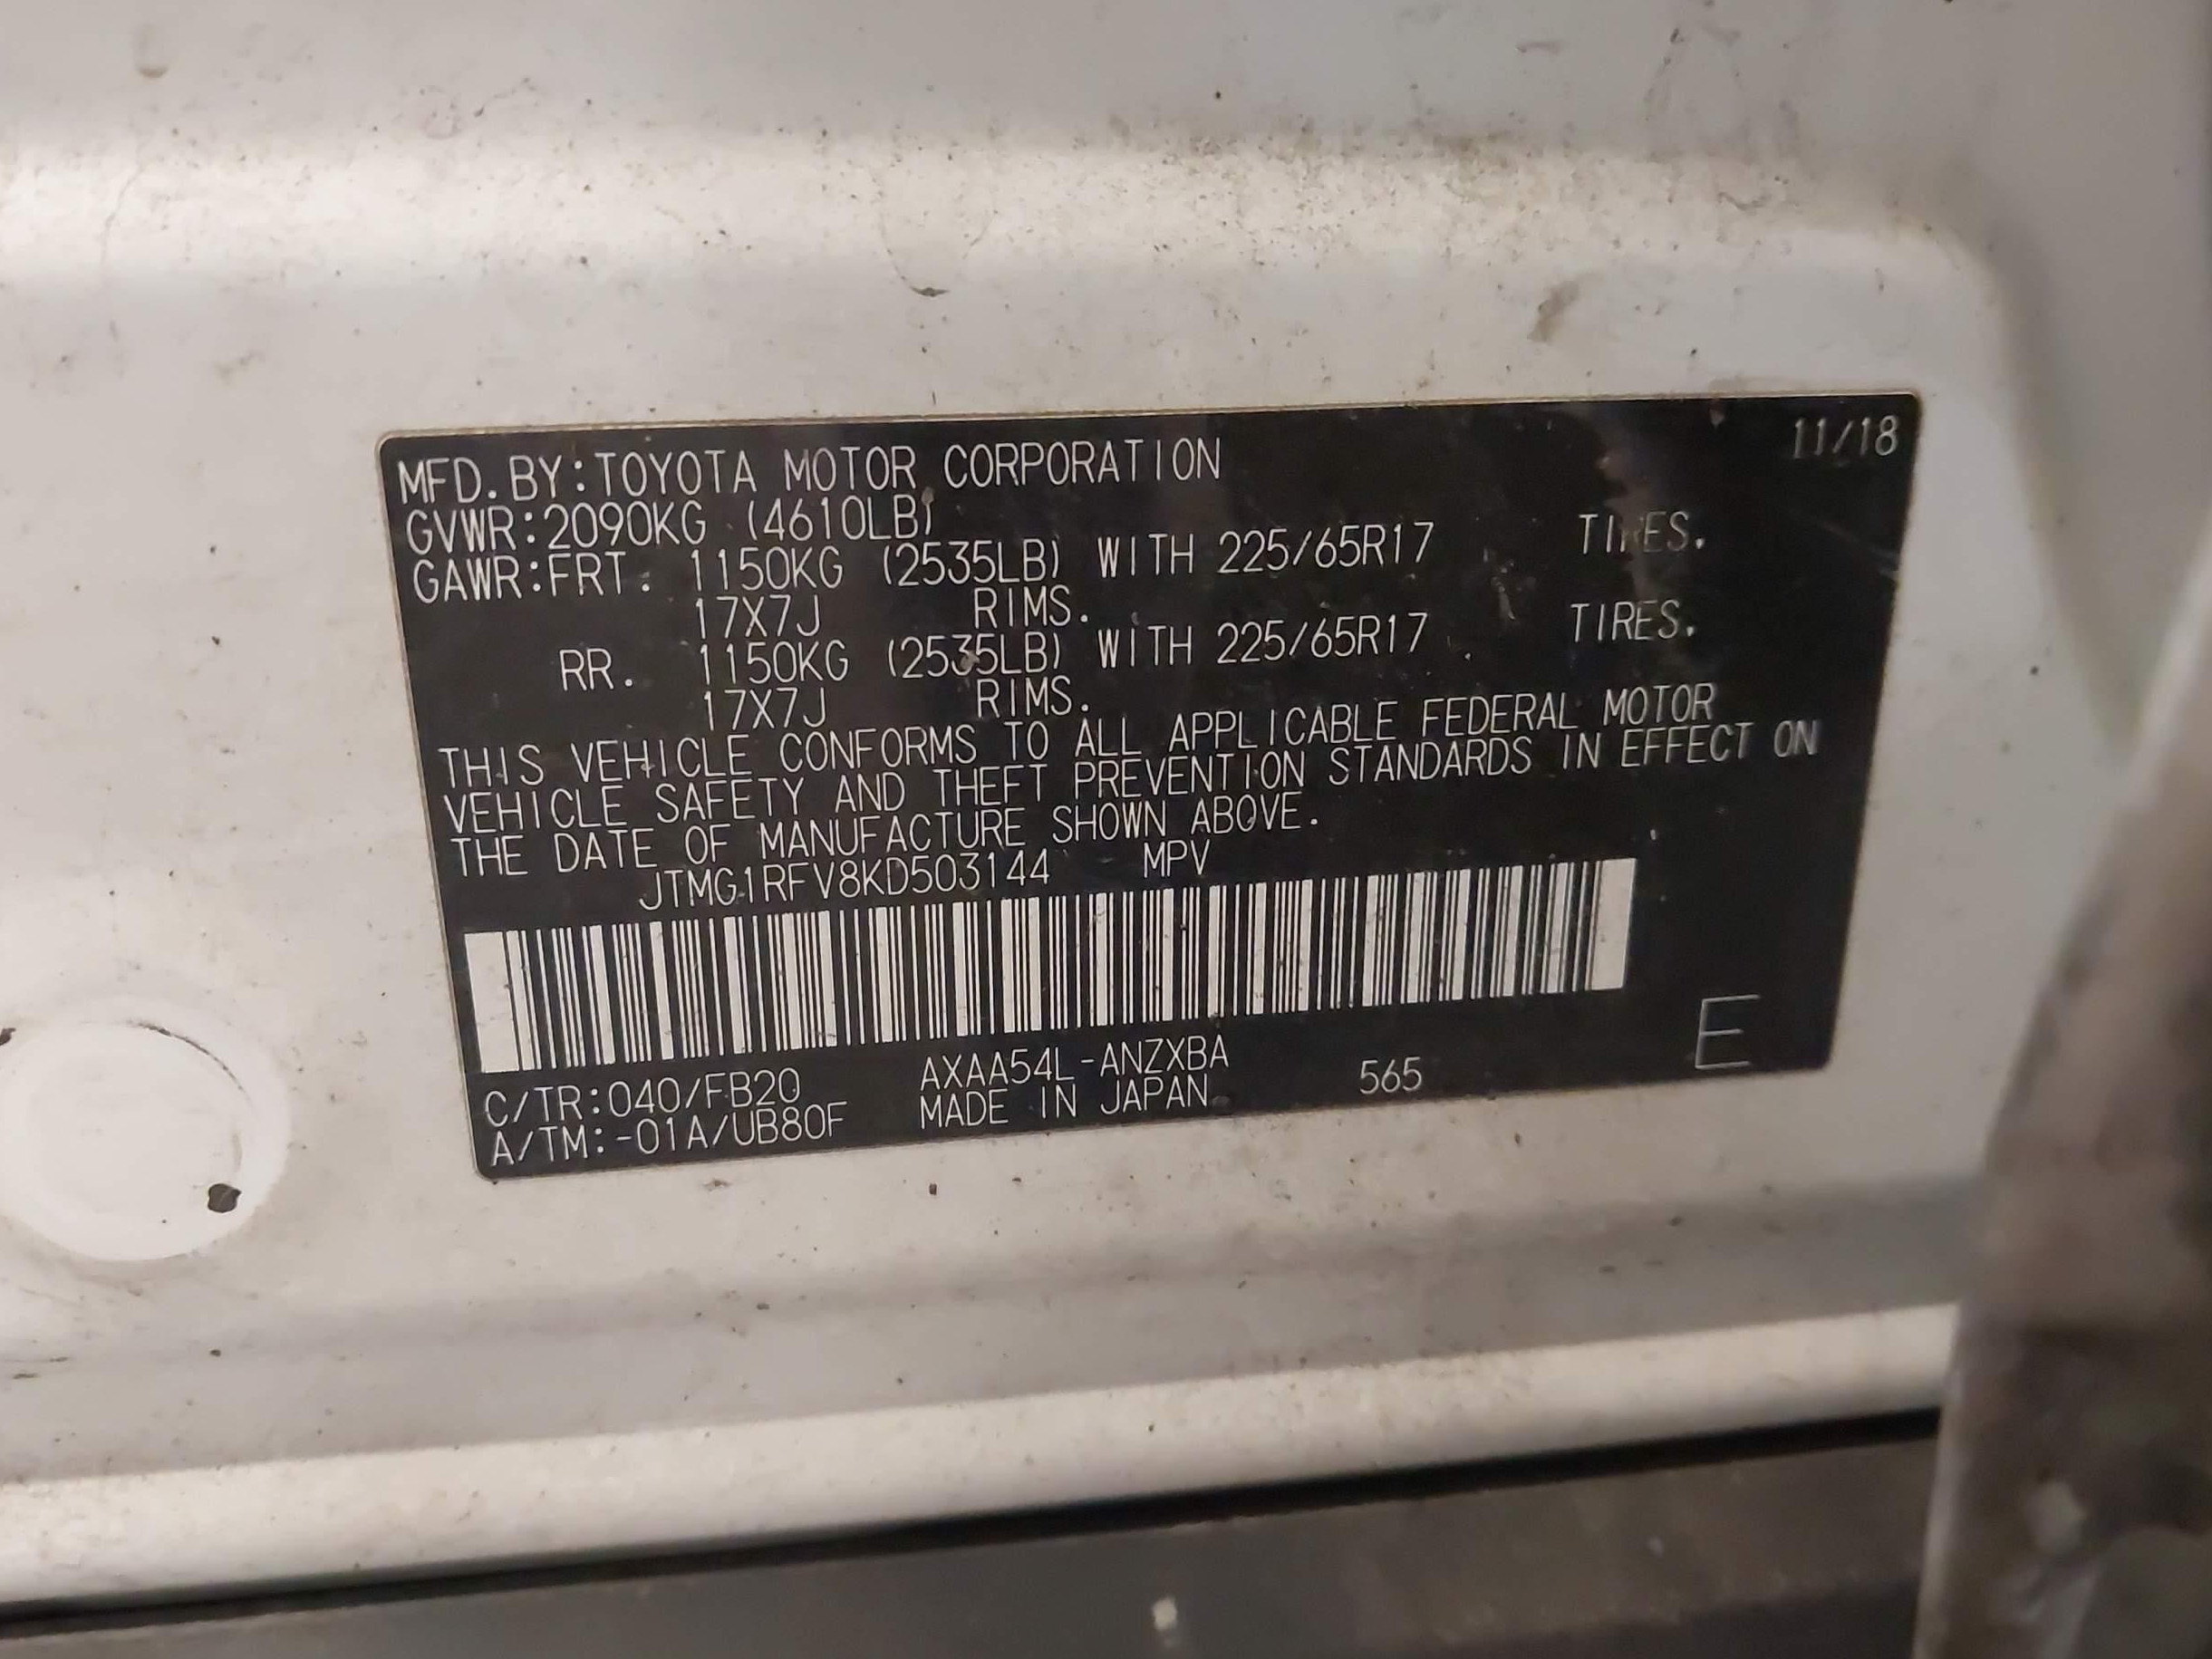 11/18
MFD.BY:TOYOTA MOTOR CORPORATION
GVWR:2090KG (4610LB)
GAWR:FRT. 1150KG (2535LB) WITH 225/65R17 TIRES.
17X7J RIMS.
RR. 1150KG (2535LB) WITH 225/65R17 TIRES.
17X7J RIMS.
THIS VEHICLE CONFORMS TO ALL APPLICABLE FEDERAL MOTOR
VEHICLE SAFETY AND THEFT PREVENTION STANDARDS IN EFFECT ON
THE DATE OF MANUFACTURE SHOWN ABOVE.
JTMG1RFV8KD503144 MPV
C/TR:040/FB20 AXAA54L-ANZXBA
A/TM:-01A/UB80F MADE IN JAPAN 565
E